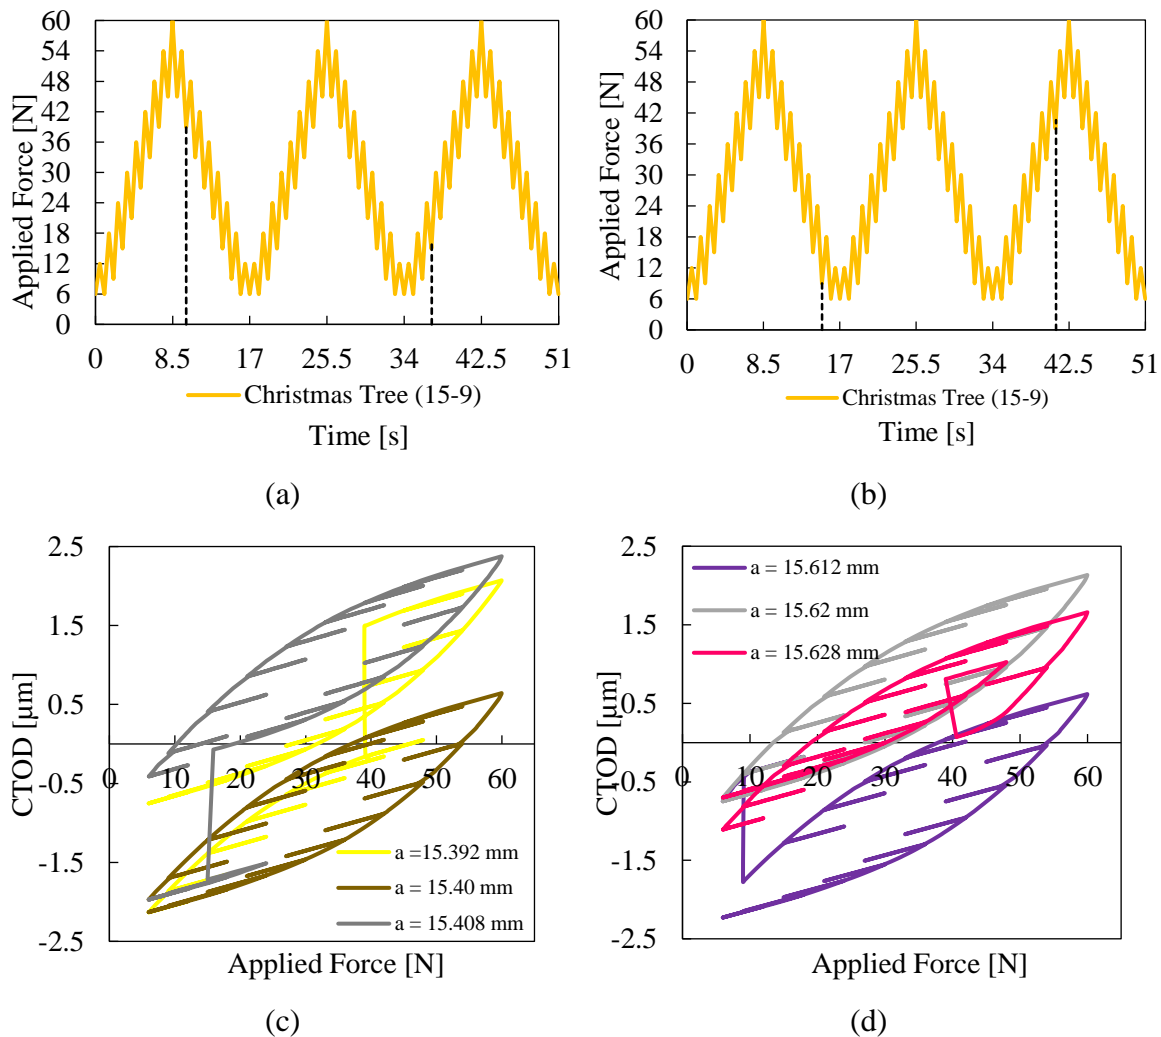 60
54
48
42
36
30
24
18
12
6
0
Applied Force [N]
0 8.5 17 25.5 34 42.5 51
Christmas Tree (15-9)
Time [s]
(a)
60
54
48
42
36
30
24
18
12
6
0
Applied Force [N]
0 8.5 17 25.5 34 42.5 51
Christmas Tree (15-9)
Time [s]
(b)
2.5
1.5
0.5
-0.5
-1.5
-2.5
CTOD [µm]
0 10 20 30 40 50 60
a =15.392 mm
a = 15.40 mm
a = 15.408 mm
Applied Force [N]
(c)
2.5
1.5
0.5
-0.5
-1.5
-2.5
CTOD [µm]
a = 15.612 mm
a = 15.62 mm
a = 15.628 mm
0 10 20 30 40 50 60
Applied Force [N]
(d)